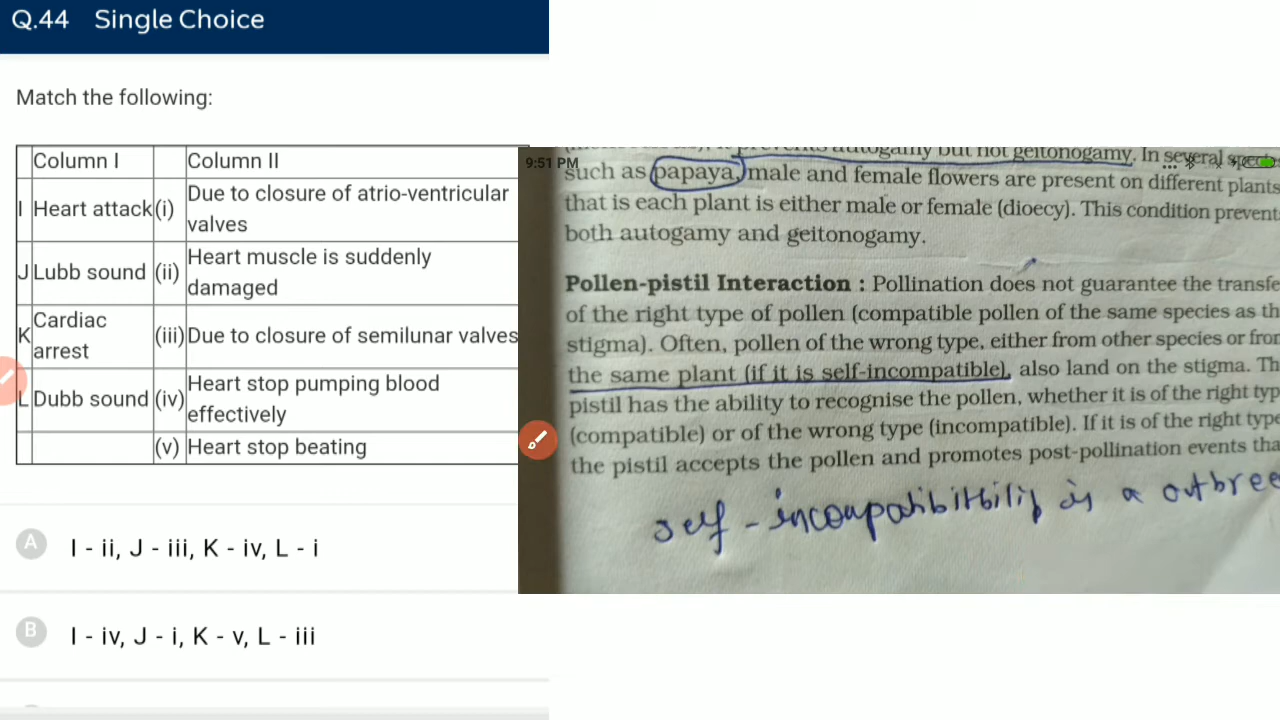 Q.44 Single Choice
Match the following:
Column I Column II
I Heart attack (i) Due to closure of atrio-ventricular
valves
J Lubb sound (ii) Heart muscle is suddenly
damaged
K Cardiac
arrest (iii) Due to closure of semilunar valves
L Dubb sound (iv) Heart stop pumping blood
effectively
(v) Heart stop beating
A I - ii, J - iii, K - iv, L - i
B I - iv, J - i, K - v, L - iii
9:51 PM
autogamy but not geitonogamy. In several
such as papaya, male and female flowers are present on different plants
that is each plant is either male or female (dioecy). This condition prevent
both autogamy and geitonogamy.
Pollen-pistil Interaction : Pollination does not guarantee the transfe
of the right type of pollen (compatible pollen of the same species as th
stigma). Often, pollen of the wrong type, either from other species or from
the same plant (if it is self-incompatible), also land on the stigma. Th
pistil has the ability to recognise the pollen, whether it is of the right typ
(compatible) or of the wrong type (incompatible). If it is of the right type
the pistil accepts the pollen and promotes post-pollination events tha
self - is a outbree